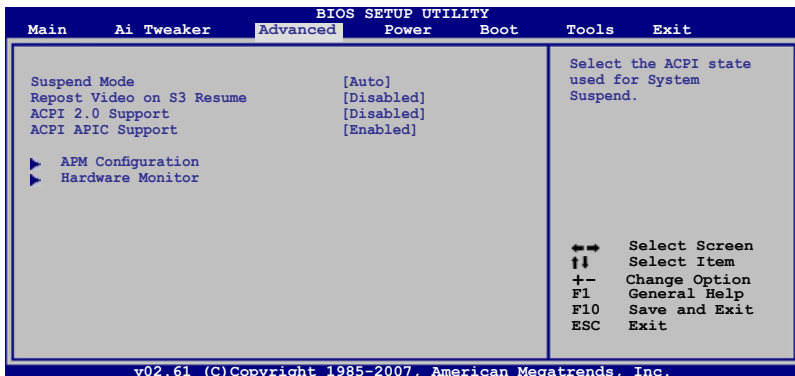 BIOS SETUP UTILITY
Main Ai Tweaker Advanced Power Boot Tools Exit
Suspend Mode [Auto]
Repost Video on S3 Resume [Disabled]
ACPI 2.0 Support [Disabled]
ACPI APIC Support [Enabled]
APM Configuration
Hardware Monitor
Select the ACPI state
used for System
Suspend.
Select Screen
Select Item
+- Change Option
F1 General Help
F10 Save and Exit
ESC Exit
v02.61 (C)Copyright 1985-2007, American Megatrends, Inc.